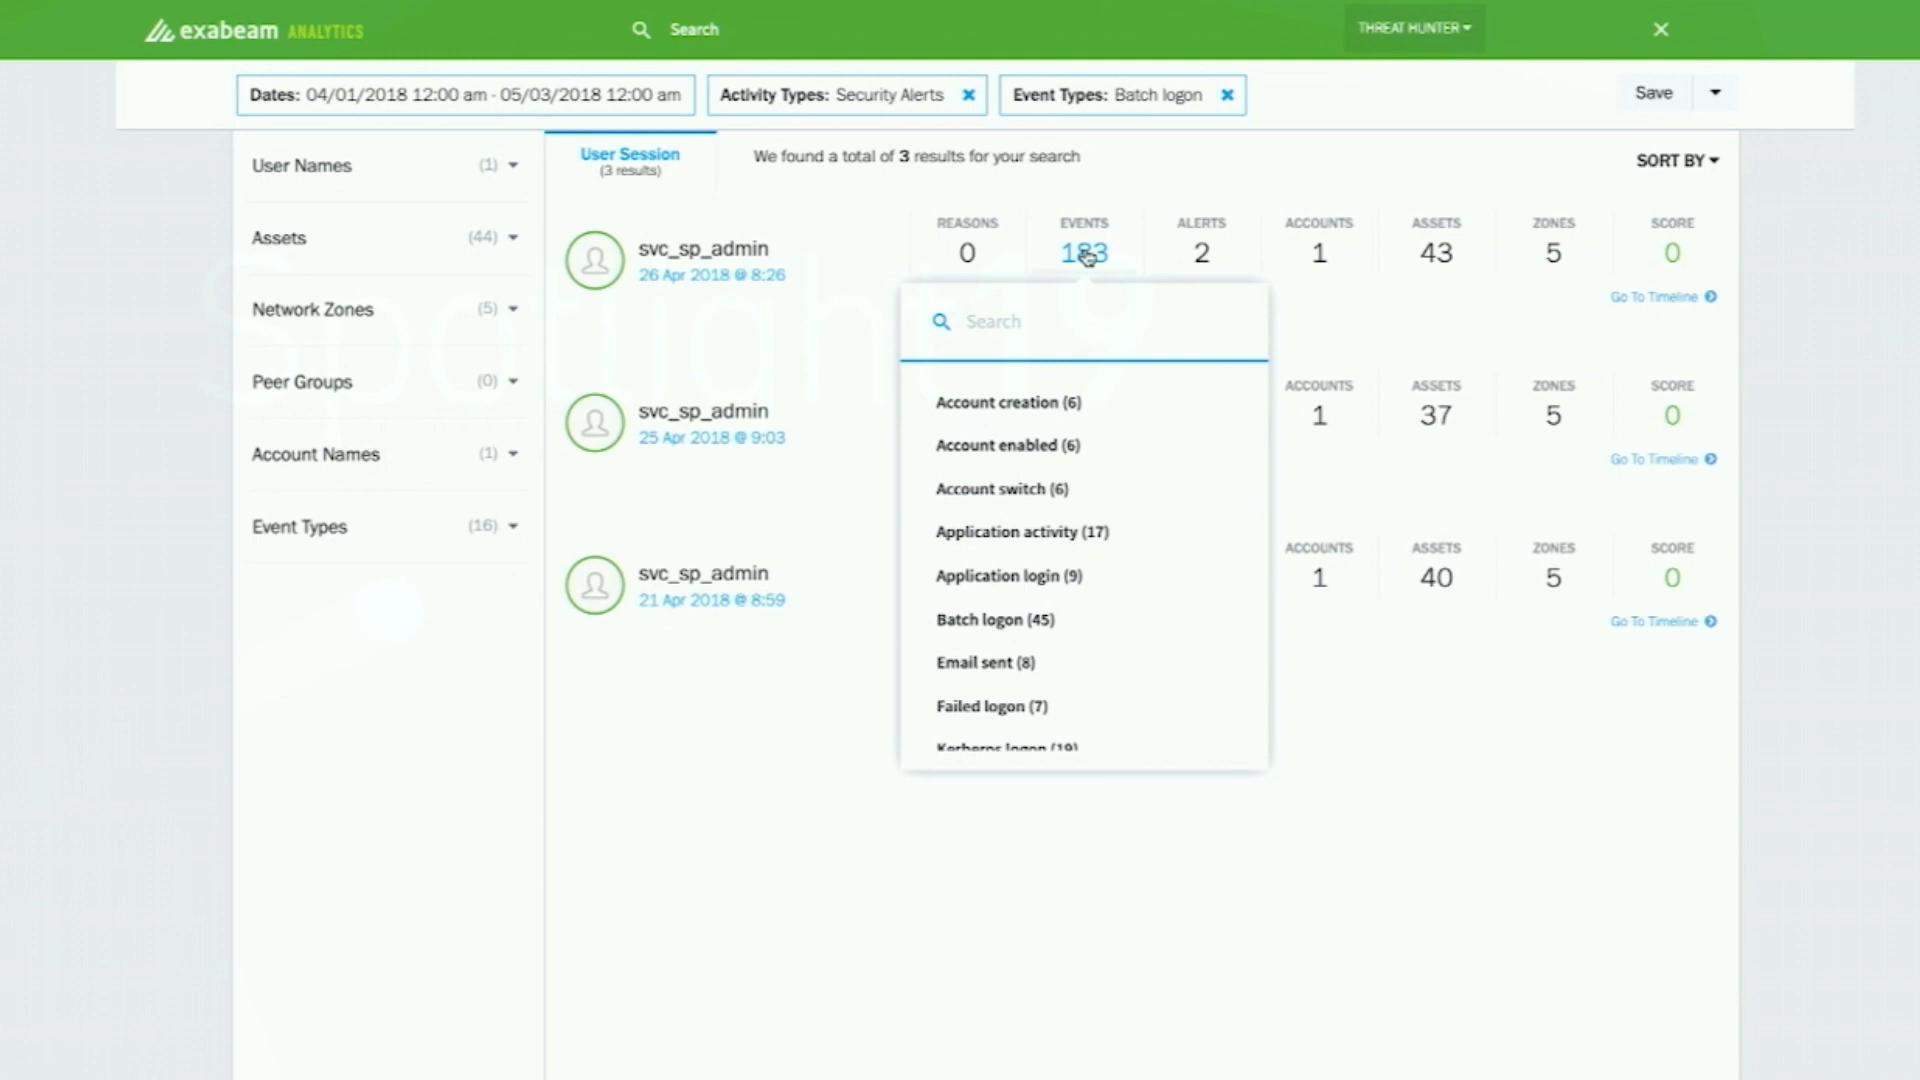 exabeam ANALYTICS
Search
THREAT HUNTER
Dates: 04/01/2018 12:00 am - 05/03/2018 12:00 am
Activity Types: Security Alerts
Event Types: Batch logon
Save
User Names (1)
Assets (44)
Network Zones (5)
Peer Groups (0)
Account Names (1)
Event Types (16)
User Session
(3 results)
We found a total of 3 results for your search
SORT BY
svc_sp_admin
26 Apr 2018 @ 8:26
REASONS
0
EVENTS
183
ALERTS
2
ACCOUNTS
1
ASSETS
43
ZONES
5
SCORE
0
Go To Timeline
Search
Account creation (6)
Account enabled (6)
Account switch (6)
Application activity (17)
Application login (9)
Batch logon (45)
Email sent (8)
Failed logon (7)
Kerberos logon (19)
svc_sp_admin
25 Apr 2018 @ 9:03
ACCOUNTS
1
ASSETS
37
ZONES
5
SCORE
0
Go To Timeline
svc_sp_admin
21 Apr 2018 @ 8:59
ACCOUNTS
1
ASSETS
40
ZONES
5
SCORE
0
Go To Timeline
Spotlight19